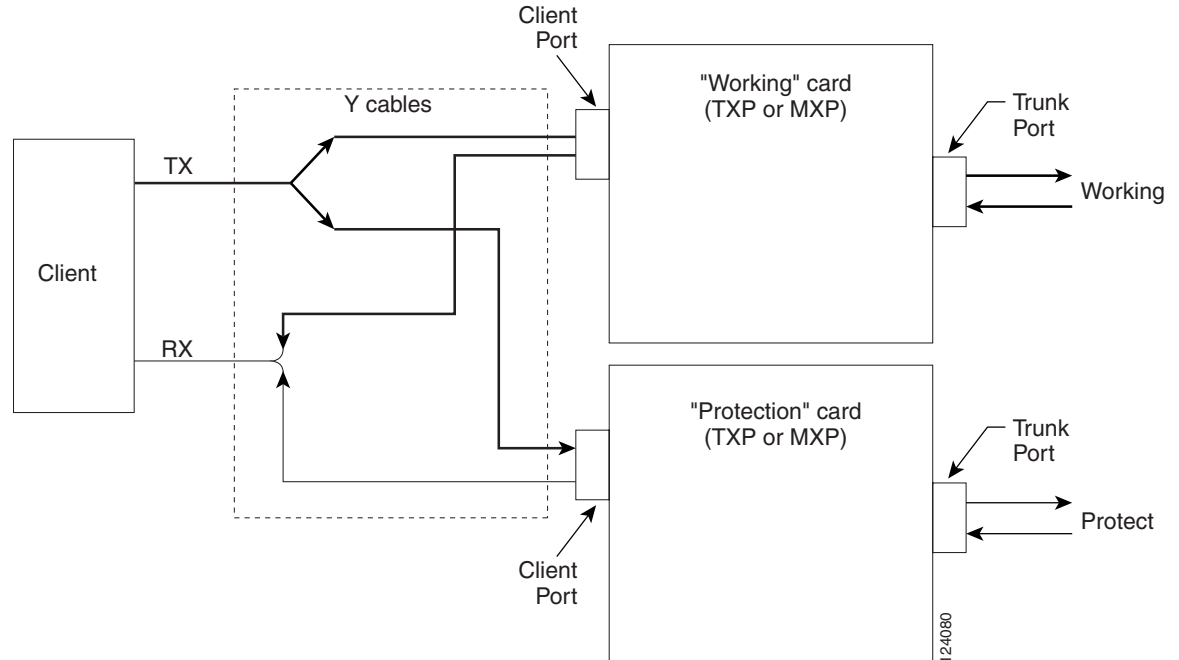 Client
Port
"Working" card
(TXP or MXP)
Trunk
Port
Y cables
TX
Working
Client
RX
"Protection" card
(TXP or MXP)
Trunk
Port
Protect
Client
Port
124080